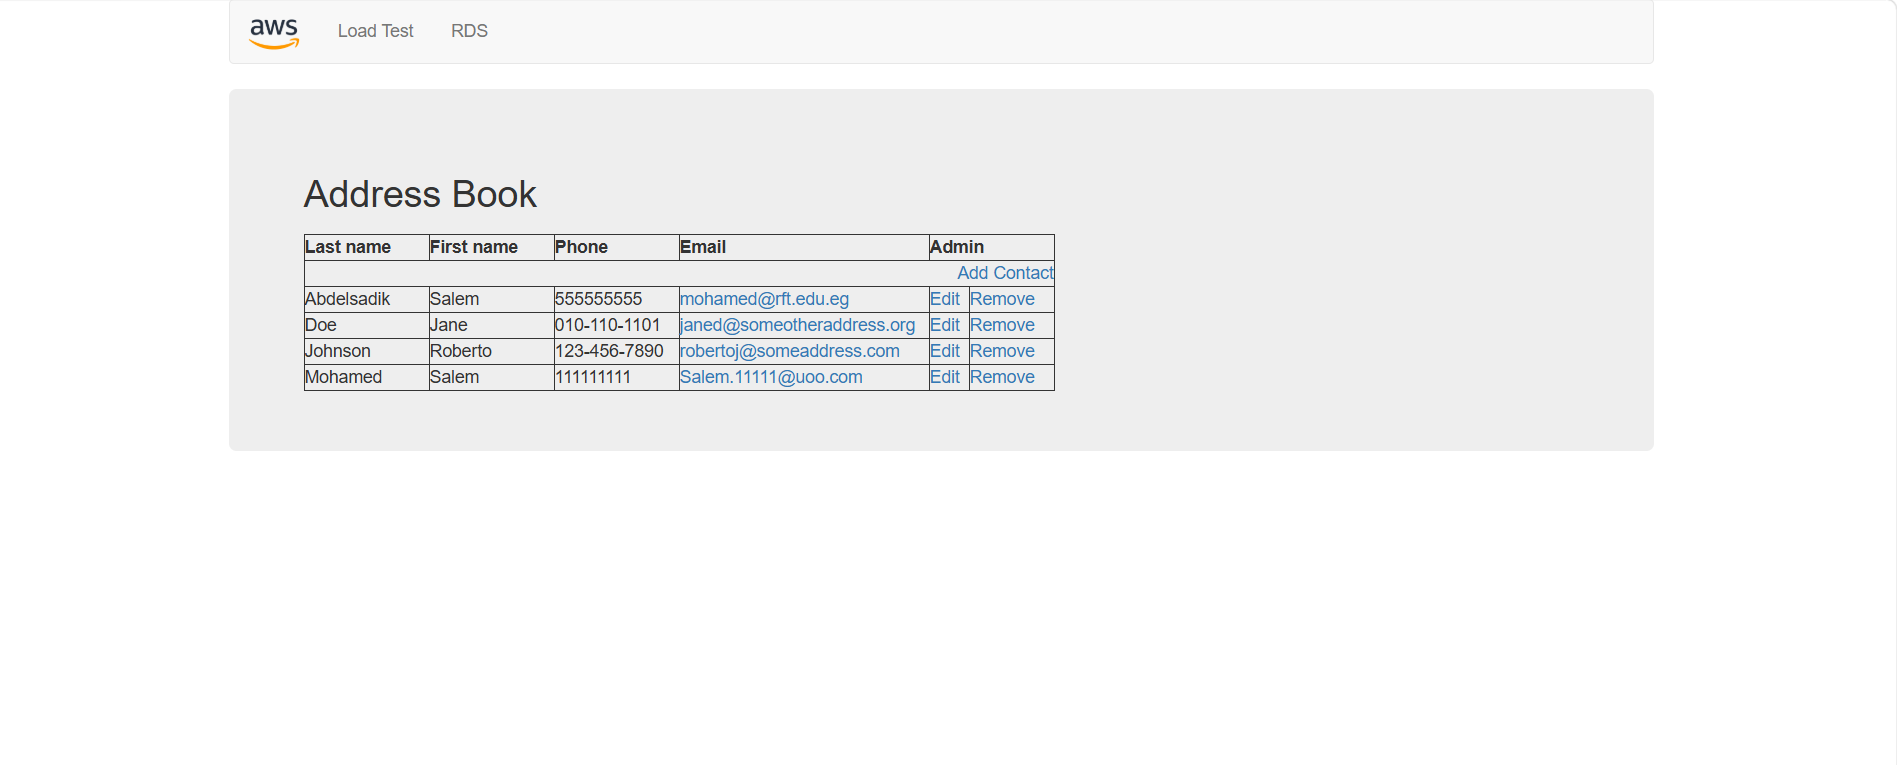 aws Load Test RDS
Address Book
Last name First name Phone Email Admin
Add Contact
Abdelsadik Salem 555555555 mohamed@rft.edu.eg Edit Remove
Doe Jane 010-110-1101 janed@someotheraddress.org Edit Remove
Johnson Roberto 123-456-7890 robertoj@someaddress.com Edit Remove
Mohamed Salem 111111111 Salem.11111@uoo.com Edit Remove